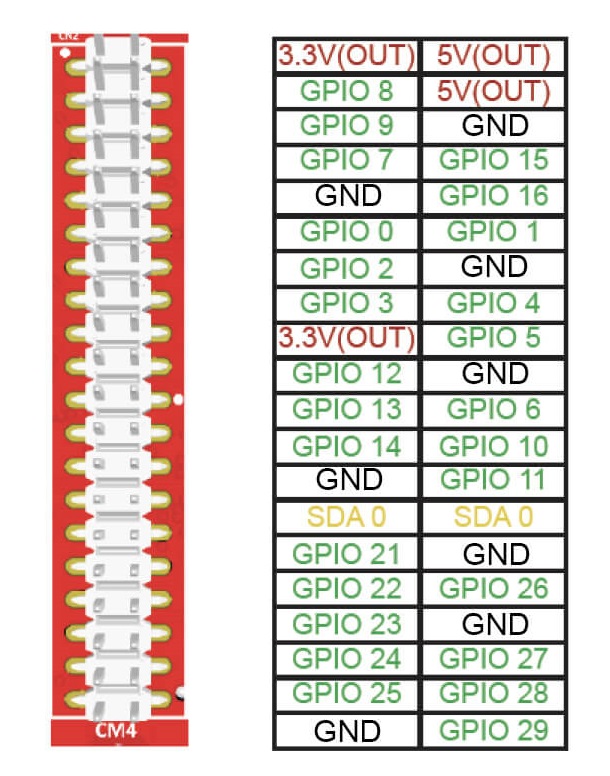 CN2
3.3V(OUT) 5V(OUT)
GPIO 8 5V(OUT)
GPIO 9 GND
GPIO 7 GPIO 15
GND GPIO 16
GPIO 0 GPIO 1
GPIO 2 GND
GPIO 3 GPIO 4
3.3V(OUT) GPIO 5
GPIO 12 GND
GPIO 13 GPIO 6
GPIO 14 GPIO 10
GND GPIO 11
SDA 0 SDA 0
GPIO 21 GND
GPIO 22 GPIO 26
GPIO 23 GND
GPIO 24 GPIO 27
GPIO 25 GPIO 28
GND GPIO 29
CM4